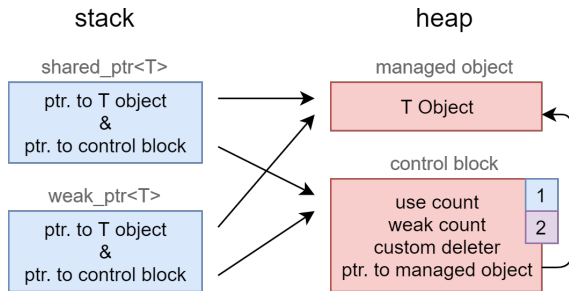 stack
heap
shared_ptr<T>
managed object
ptr. to T object
&
ptr. to control block
T Object
control block
weak_ptr<T>
ptr. to T object
&
ptr. to control block
use count
1
weak count
2
custom deleter
ptr. to managed object